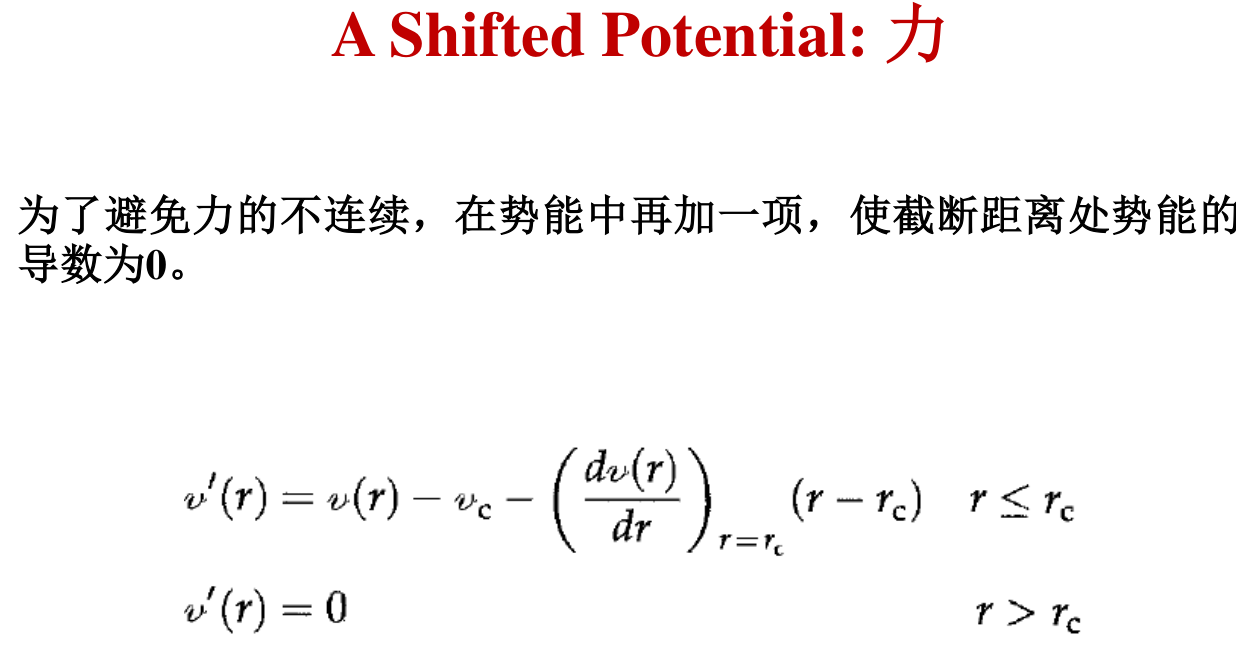 A Shifted Potential: 力
为了避免力的不连续，在势能中再加一项，使截断距离处势能的
导数为0。
v′(r) = v(r) − v_c − (dv(r)/dr)_{r=r_c} (r − r_c)   r ≤ r_c
v′(r) = 0   r > r_c